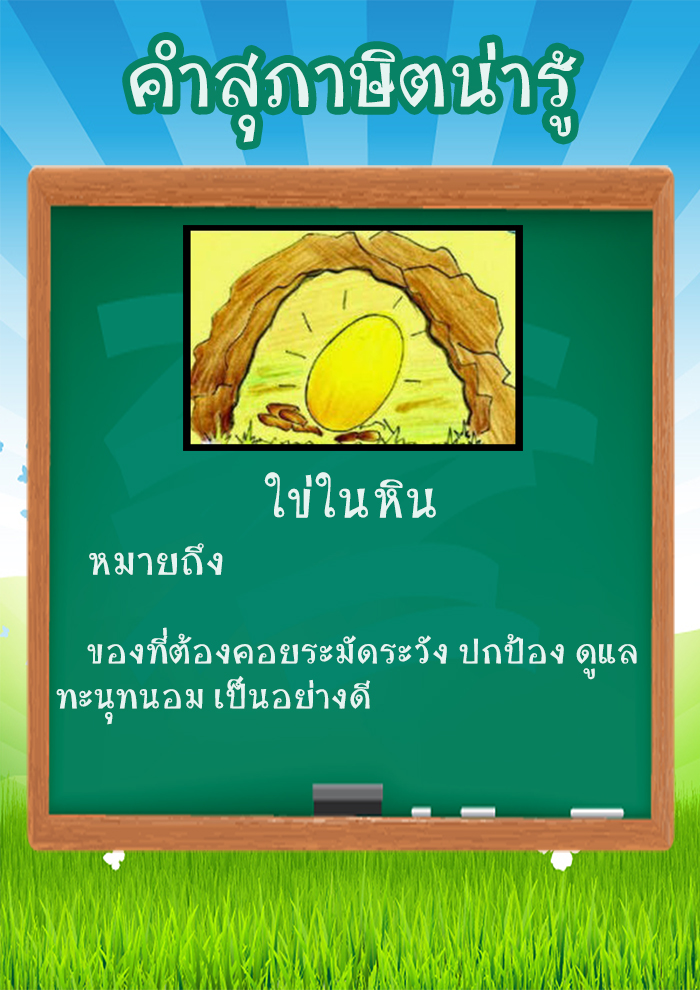 คำสุภาษิตน่ารู้
ใข่ในหิน
หมายถึง
ของที่ต้องคอยระมัดระวัง ปกป้อง ดูแล
ทะนุทนอม เป็นอย่างดี